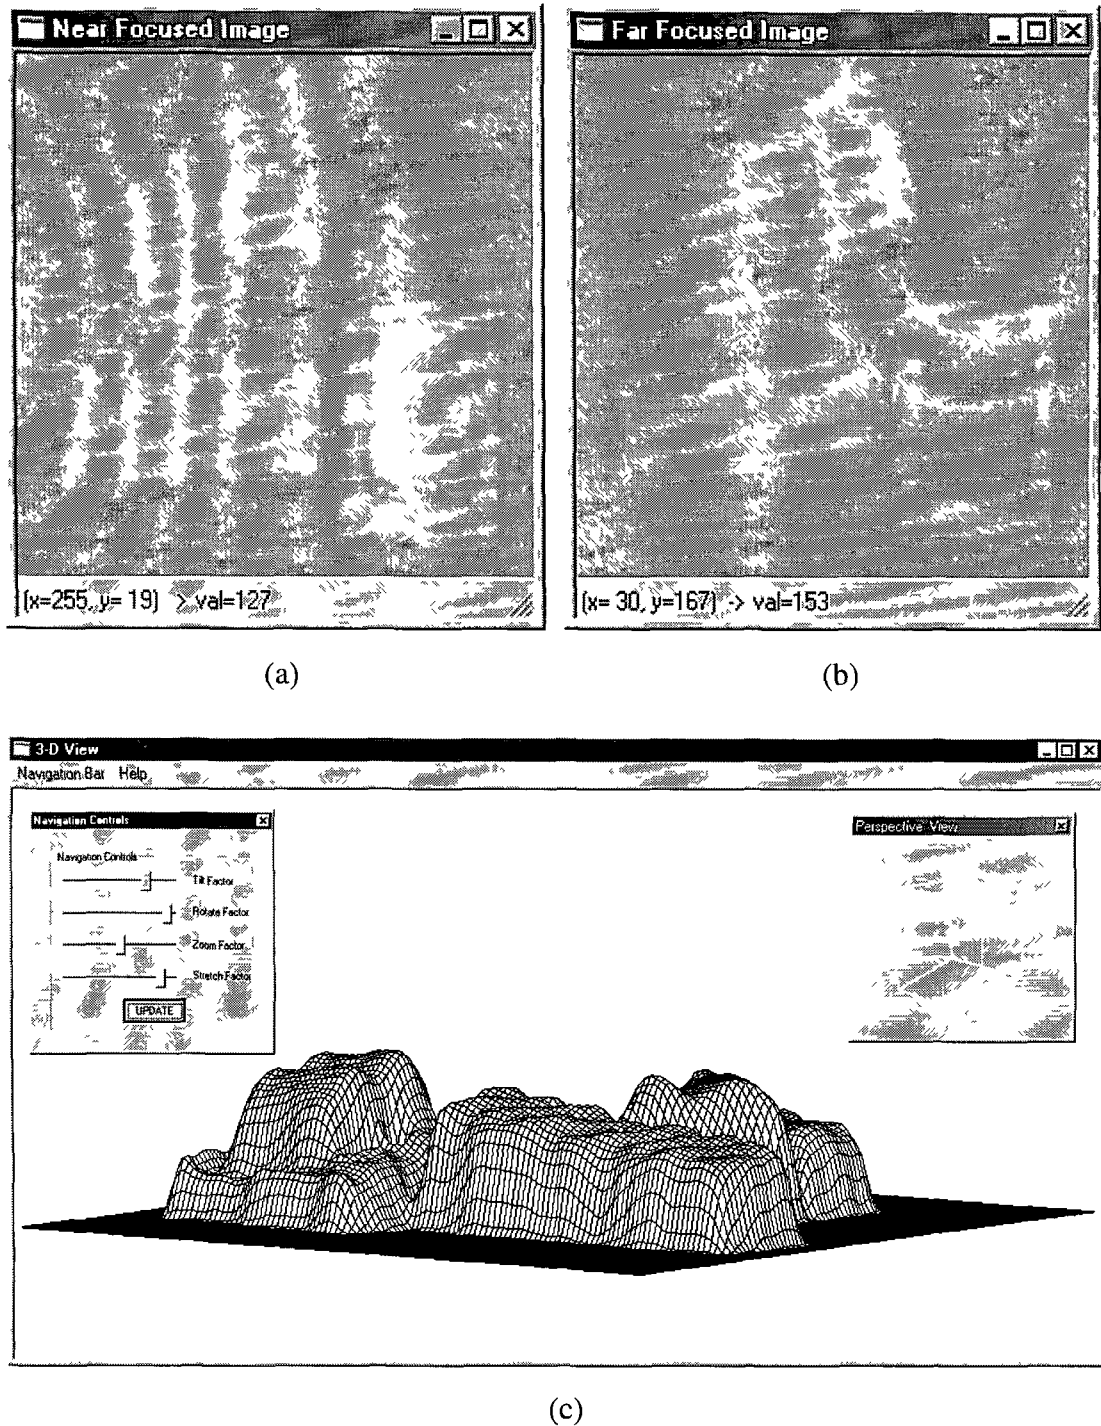 Near Focused Image
Far Focused Image
(x=255, y= 19) -> val=127
(x= 30, y=167) -> val=153
(a)
(b)
3-D View
Navigation Bar Help
Navigation Controls
Perspective View
Navigation Controls
Tilt Factor
Rotate Factor
Zoom Factor
Stretch Factor
UPDATE
(c)